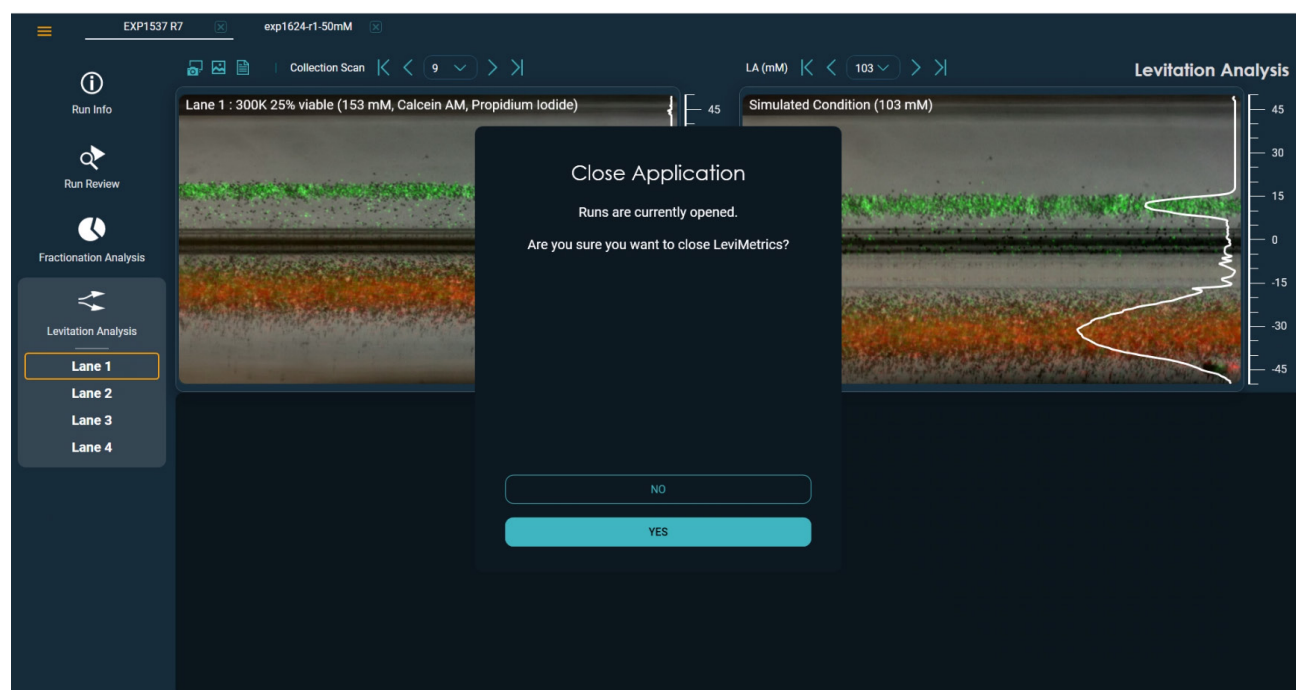 EXP1537 R7
exp1624-r1-50mM
Run Info
Run Review
Fractionation Analysis
Levitation Analysis
Lane 1
Lane 2
Lane 3
Lane 4
Collection Scan 9
LA (mM) 103
Levitation Analysis
Lane 1 : 300K 25% viable (153 mM, Calcein AM, Propidium Iodide)
45
Simulated Condition (103 mM)
45
30
15
0
-15
-30
-45
Close Application
Runs are currently opened.
Are you sure you want to close LeviMetrics?
NO
YES